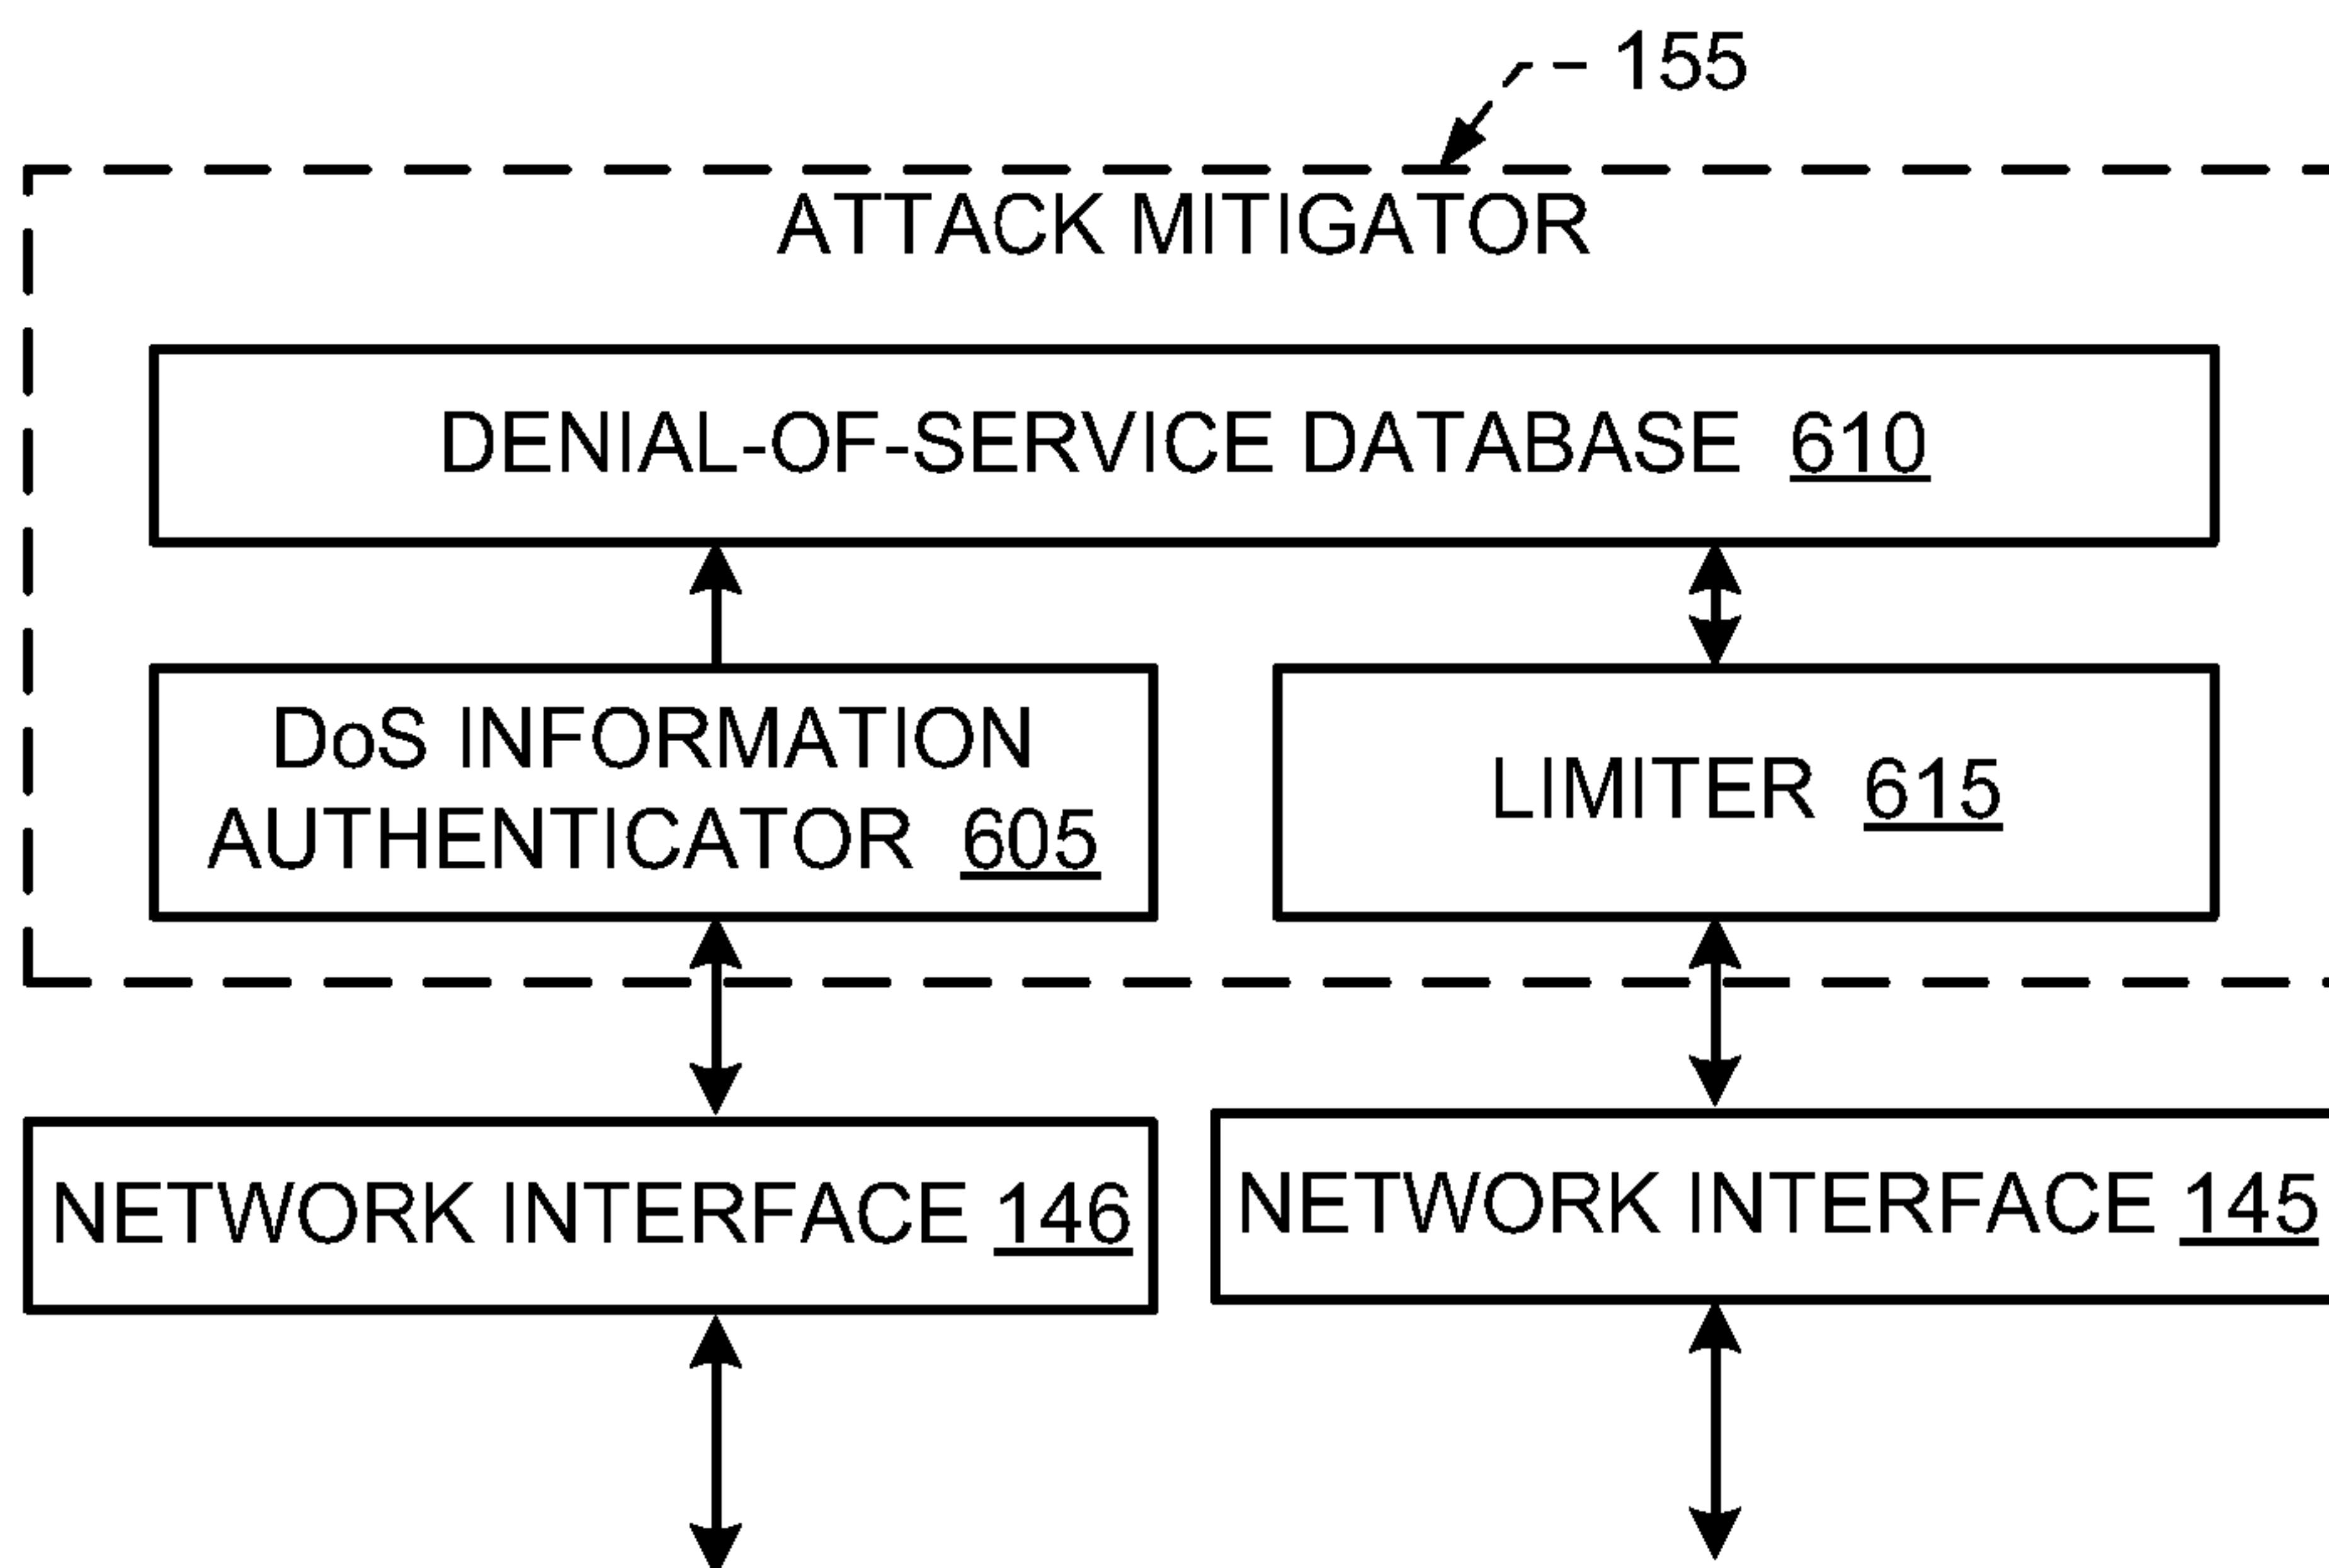 155
ATTACK MITIGATOR
DENIAL-OF-SERVICE DATABASE 610
DoS INFORMATION
AUTHENTICATOR 605
LIMITER 615
NETWORK INTERFACE 146
NETWORK INTERFACE 145